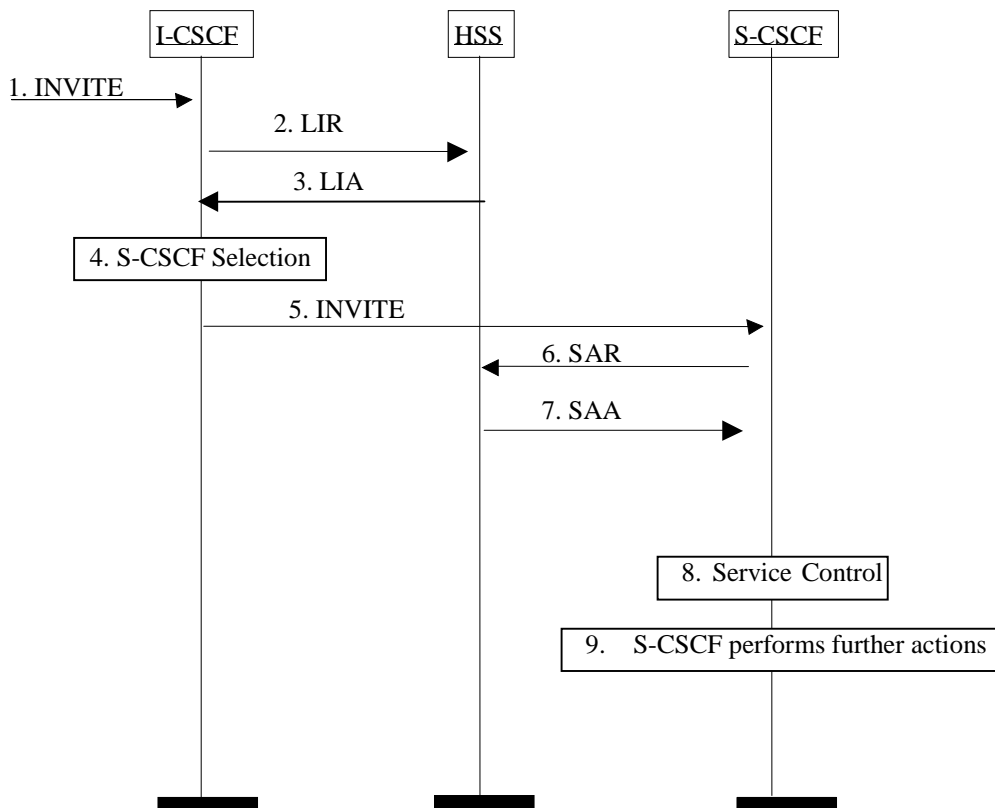 I-CSCF
HSS
S-CSCF
1. INVITE
2. LIR
3. LIA
4. S-CSCF Selection
5. INVITE
6. SAR
7. SAA
8. Service Control
9. S-CSCF performs further actions